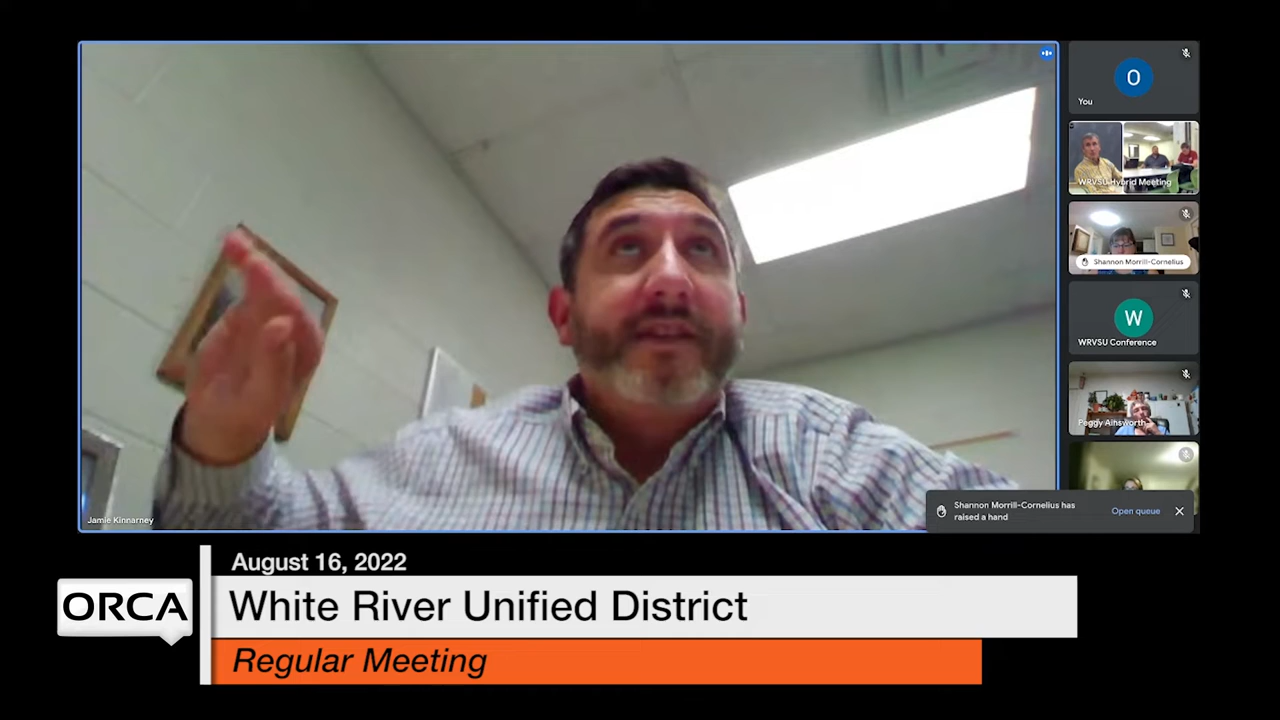 O
You
WRVSU Hybrid Meeting
Shannon Morrill-Cornelius
W
WRVSU Conference
Peggy Ainsworth
Jamie Kinnarney
Shannon Morrill-Cornelius has
raised a hand
Open queue
August 16, 2022
ORCA
White River Unified District
Regular Meeting